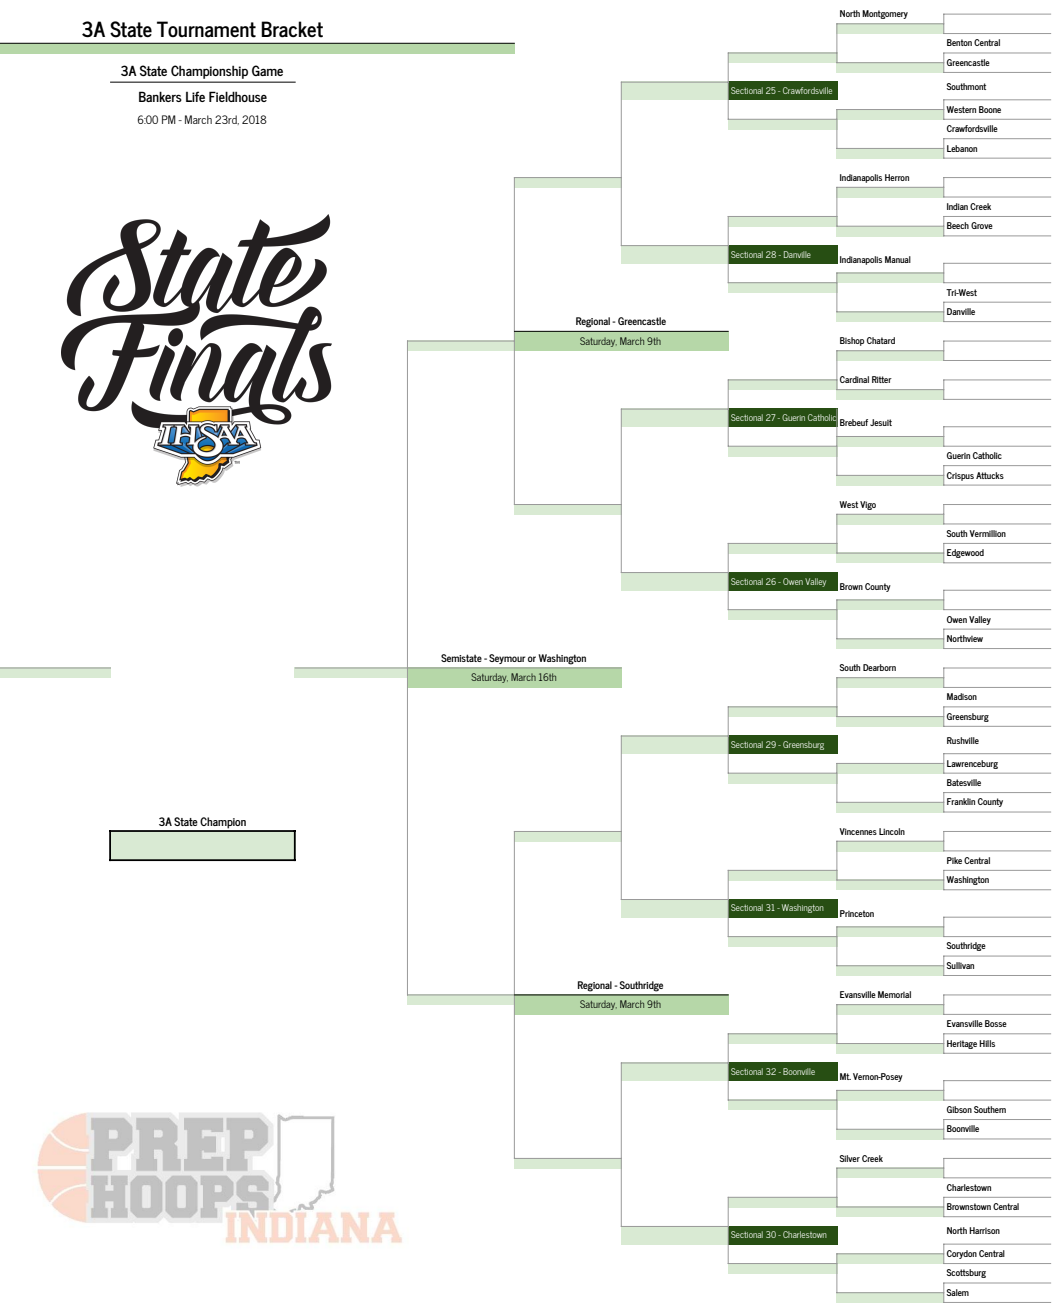 3A State Tournament Bracket
3A State Championship Game
Bankers Life Fieldhouse
6:00 PM - March 23rd, 2018
State
Finals
IHSAA
Semistate - Seymour or Washington
Saturday, March 16th
3A State Champion
PREP
HOOPS
INDIANA
Regional - Greencastle
Saturday, March 9th
Regional - Southridge
Saturday, March 9th
North Montgomery
Benton Central
Greencastle
Sectional 25 - Crawfordsville
Southmont
Western Boone
Crawfordsville
Lebanon
Indianapolis Herron
Indian Creek
Beech Grove
Sectional 28 - Danville
Indianapolis Manual
Tri-West
Danville
Bishop Chatard
Cardinal Ritter
Sectional 27 - Guerin Catholic
Brebeuf Jesuit
Guerin Catholic
Crispus Attucks
West Vigo
South Vermillion
Edgewood
Sectional 26 - Owen Valley
Brown County
Owen Valley
Northview
South Dearborn
Madison
Greensburg
Sectional 29 - Greensburg
Rushville
Lawrenceburg
Batesville
Franklin County
Vincennes Lincoln
Pike Central
Washington
Sectional 31 - Washington
Princeton
Southridge
Sullivan
Evansville Memorial
Evansville Bosse
Heritage Hills
Sectional 32 - Boonville
Mt. Vernon-Posey
Gibson Southern
Boonville
Silver Creek
Charlestown
Brownstown Central
Sectional 30 - Charlestown
North Harrison
Corydon Central
Scottsburg
Salem